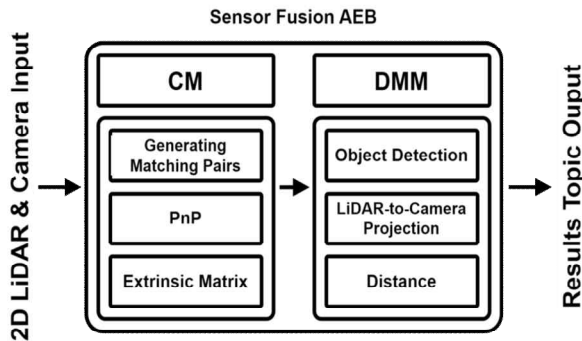 Sensor Fusion AEB
2D LiDAR & Camera Input
CM
Generating
Matching Pairs
PnP
Extrinsic Matrix
DMM
Object Detection
LiDAR-to-Camera
Projection
Distance
Results Topic Ouput